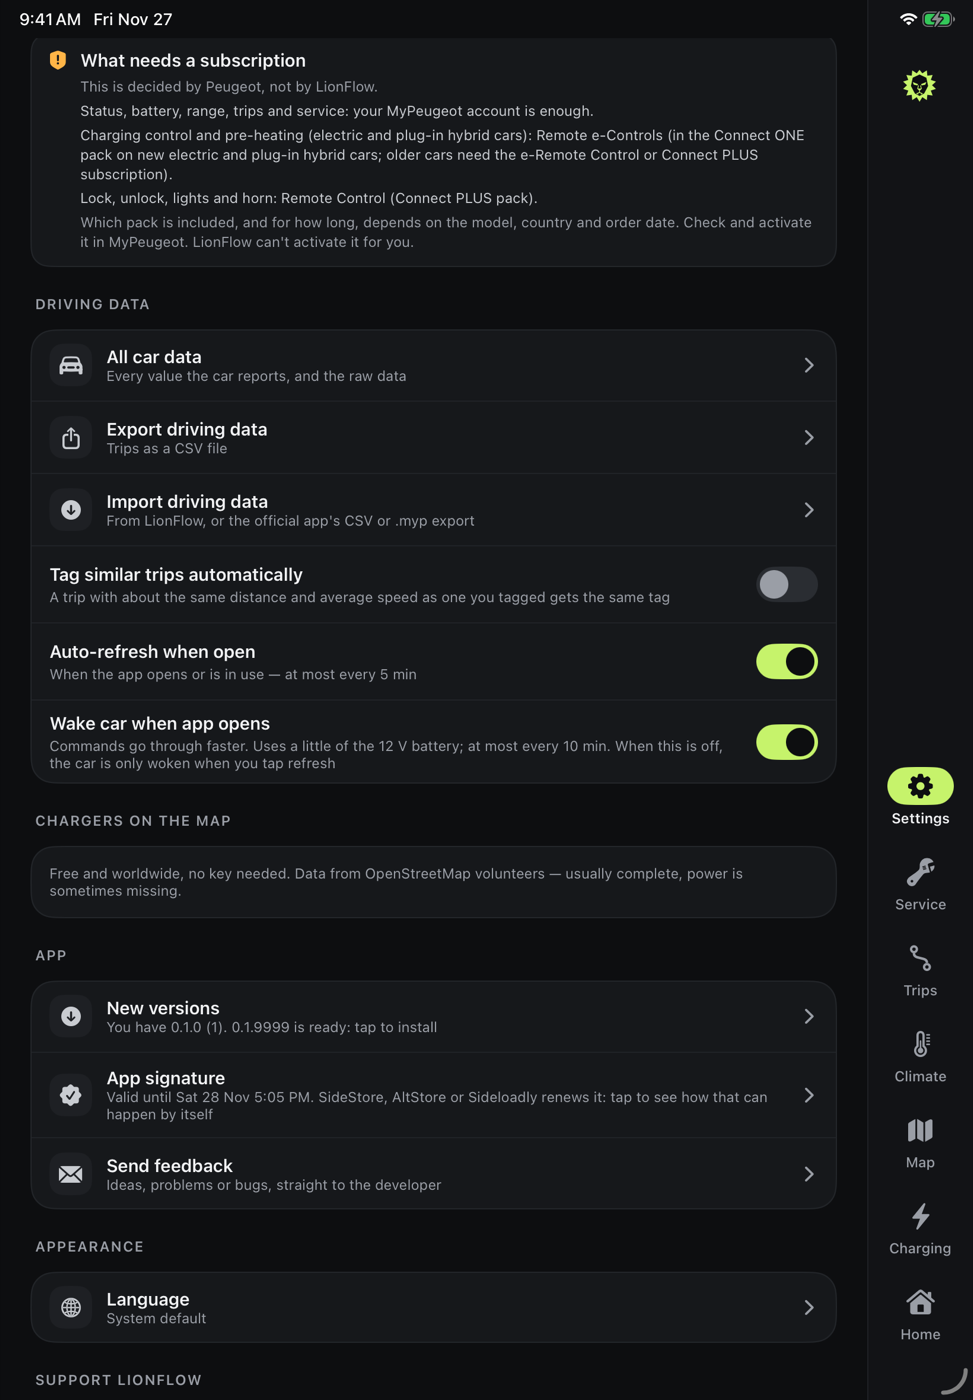 9:41 AM Fri Nov 27
What needs a subscription
This is decided by Peugeot, not by LionFlow.
Status, battery, range, trips and service: your MyPeugeot account is enough.
Charging control and pre-heating (electric and plug-in hybrid cars): Remote e-Controls (in the Connect ONE
pack on new electric and plug-in hybrid cars; older cars need the e-Remote Control or Connect PLUS
subscription).
Lock, unlock, lights and horn: Remote Control (Connect PLUS pack).
Which pack is included, and for how long, depends on the model, country and order date. Check and activate
it in MyPeugeot. LionFlow can't activate it for you.
DRIVING DATA
All car data
Every value the car reports, and the raw data
Export driving data
Trips as a CSV file
Import driving data
From LionFlow, or the official app's CSV or .myp export
Tag similar trips automatically
A trip with about the same distance and average speed as one you tagged gets the same tag
Auto-refresh when open
When the app opens or is in use — at most every 5 min
Wake car when app opens
Commands go through faster. Uses a little of the 12 V battery; at most every 10 min. When this is off,
the car is only woken when you tap refresh
CHARGERS ON THE MAP
Free and worldwide, no key needed. Data from OpenStreetMap volunteers — usually complete, power is
sometimes missing.
APP
New versions
You have 0.1.0 (1). 0.1.9999 is ready: tap to install
App signature
Valid until Sat 28 Nov 5:05 PM. SideStore, AltStore or Sideloadly renews it: tap to see how that can
happen by itself
Send feedback
Ideas, problems or bugs, straight to the developer
APPEARANCE
Language
System default
SUPPORT LIONFLOW
Settings
Service
Trips
Climate
Map
Charging
Home